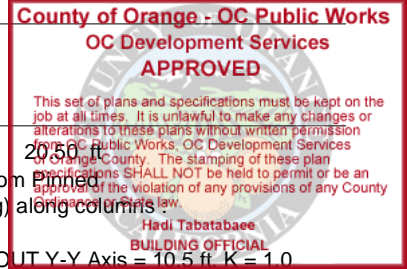 County of Orange - OC Public Works
OC Development Services
APPROVED
This set of plans and specifications must be kept on the
job at all times. It is unlawful to make any changes or
alterations to these plans without written permission
from OC Public Works, OC Development Services
of Orange County. The stamping of these plan
20.50 ft
specifications SHALL NOT be held to permit or be an
om Pinned
approval of the violation of any provisions of any County
Ordinance or State law.
) along columns :
Hadi Tabatabaee
BUILDING OFFICIAL
OUT Y-Y Axis = 10.5 ft, K = 1.0